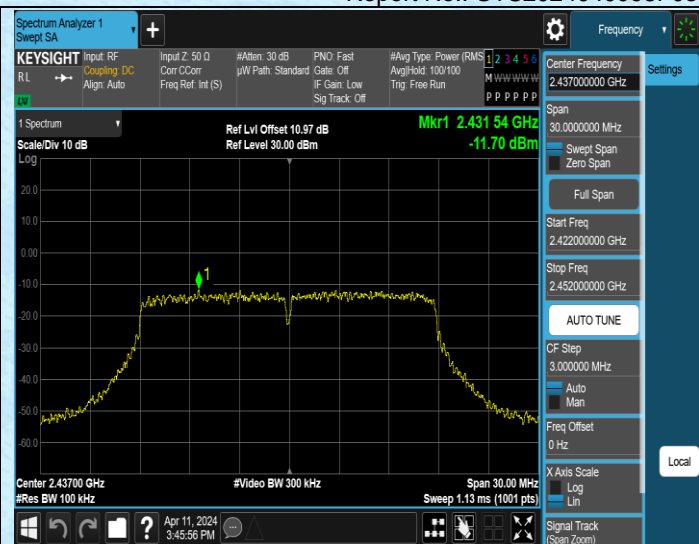 Spectrum Analyzer 1
Swept SA
+
Frequency
KEYSIGHT
RL
LM
Input: RF
Coupling: DC
Align: Auto
Input Z: 50 Ω
Corr CCorr
Freq Ref: Int (S)
#Atten: 30 dB
µW Path: Standard
PNO: Fast
Gate: Off
IF Gain: Low
Sig Track: Off
#Avg Type: Power (RMS
Avg|Hold: 100/100
Trig: Free Run
1 2 3 4 5 6
M W W W W W
P P P P P P
1 Spectrum
Scale/Div 10 dB
Log
Ref Lvl Offset 10.97 dB
Ref Level 30.00 dBm
Mkr1 2.431 54 GHz
-11.70 dBm
20.0
10.0
0.00
-10.0
-20.0
-30.0
-40.0
-50.0
-60.0
1
Center 2.43700 GHz
#Res BW 100 kHz
#Video BW 300 kHz
Span 30.00 MHz
Sweep 1.13 ms (1001 pts)
Center Frequency
2.437000000 GHz
Settings
Span
30.0000000 MHz
Swept Span
Zero Span
Full Span
Start Freq
2.422000000 GHz
Stop Freq
2.452000000 GHz
AUTO TUNE
CF Step
3.000000 MHz
Auto
Man
Freq Offset
0 Hz
X Axis Scale
Log
Lin
Signal Track
(Span Zoom)
Local
?
Apr 11, 2024
3:45:56 PM